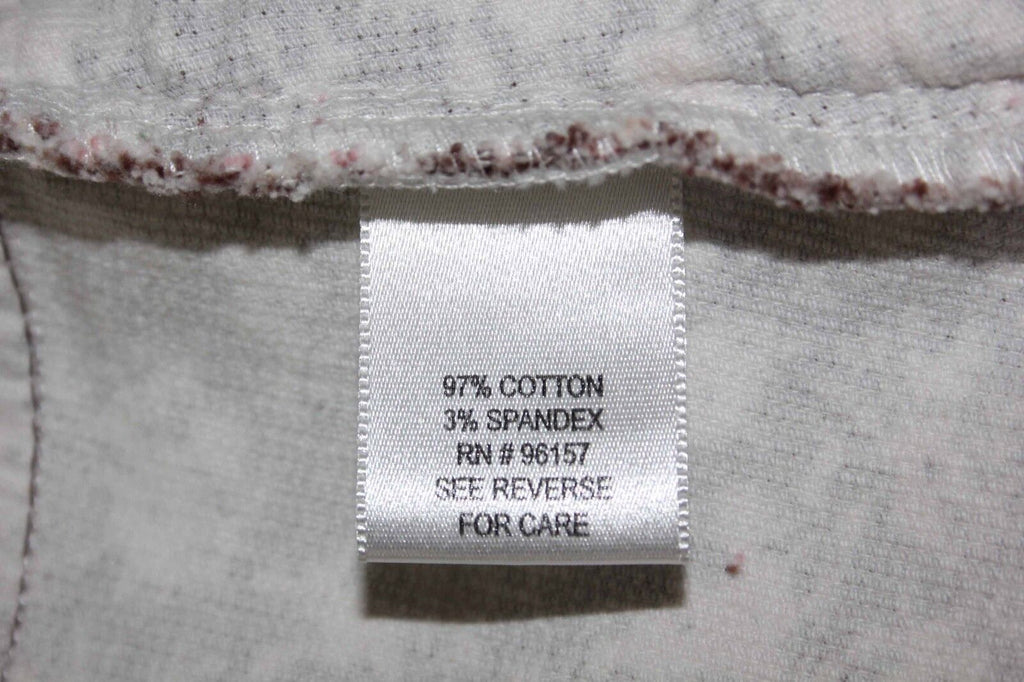 97% COTTON
3% SPANDEX
RN # 96157
SEE REVERSE
FOR CARE